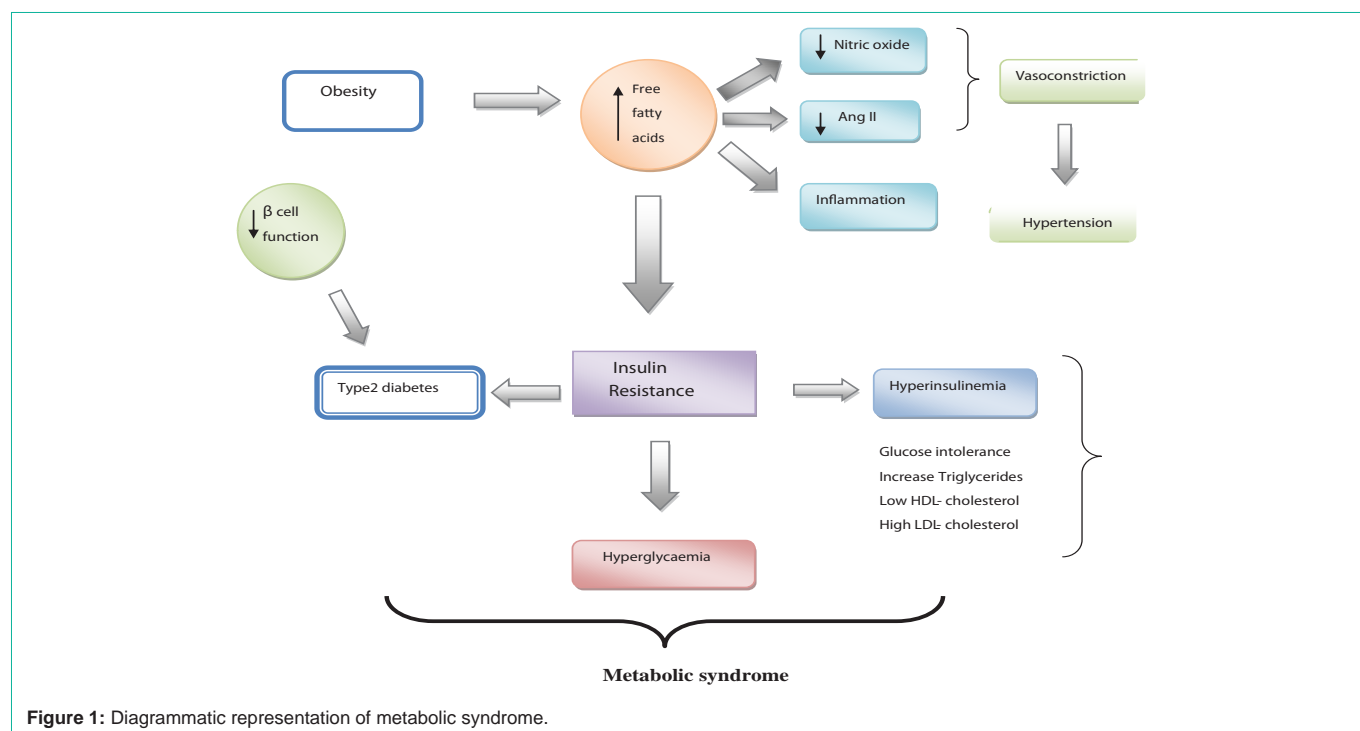 Obesity
Free
fatty
acids
Nitric oxide
Ang II
Inflammation
Vasoconstriction
Hypertension
β cell
function
Type2 diabetes
Insulin
Resistance
Hyperinsulinemia
Glucose intolerance
Increase Triglycerides
Low HDL- cholesterol
High LDL- cholesterol
Hyperglycaemia
Metabolic syndrome
Figure 1: Diagrammatic representation of metabolic syndrome.